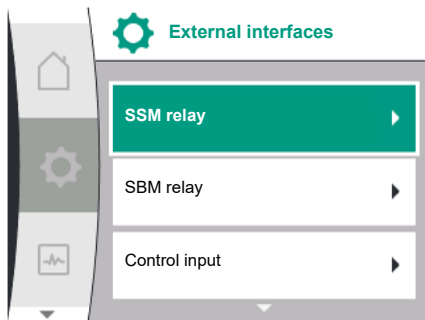 External interfaces
SSM relay
SBM relay
Control input